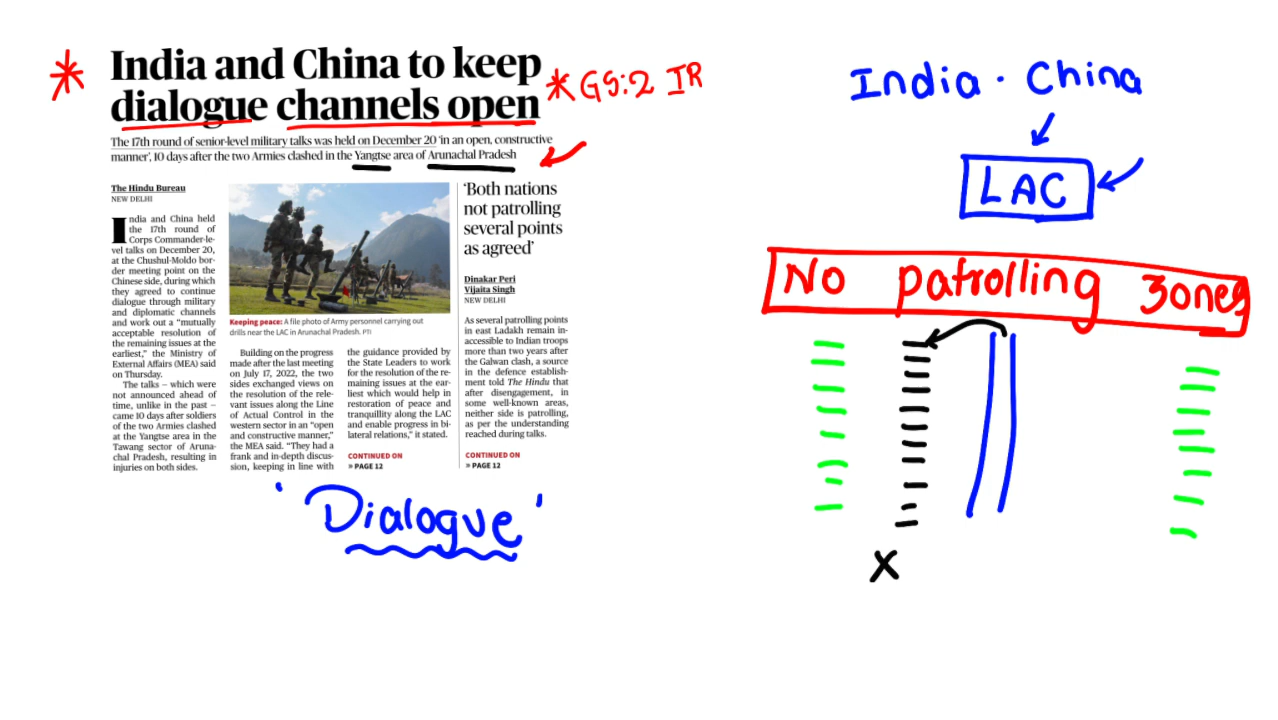 India and China to keep
dialogue channels open
* GS:2 IR
The 17th round of senior-level military talks was held on December 20 'in an open, constructive
manner', 10 days after the two Armies clashed in the Yangtse area of Arunachal Pradesh
The Hindu Bureau
NEW DELHI
India and China held
the 17th round of
Corps Commander-le-
vel talks on December 20,
at the Chushul-Moldo bor-
der meeting point on the
Chinese side, during which
they agreed to continue
dialogue through military
and diplomatic channels
and work out a "mutually
acceptable resolution of
the remaining issues at the
earliest," the Ministry of
External Affairs (MEA) said
on Thursday.
The talks – which were
not announced ahead of
time, unlike in the past –
came 10 days after soldiers
of the two Armies clashed
at the Yangtse area in the
Tawang sector of Aruna-
chal Pradesh, resulting in
injuries on both sides.
Keeping peace: A file photo of Army personnel carrying out
drills near the LAC in Arunachal Pradesh. PTI
Building on the progress
made after the last meeting
on July 17, 2022, the two
sides exchanged views on
the resolution of the rele-
vant issues along the Line
of Actual Control in the
western sector in an "open
and constructive manner,"
the MEA said. "They had a
frank and in-depth discus-
sion, keeping in line with
the guidance provided by
the State Leaders to work
for the resolution of the re-
maining issues at the ear-
liest which would help in
restoration of peace and
tranquillity along the LAC
and enable progress in bi-
lateral relations," it stated.
CONTINUED ON
» PAGE 12
'Both nations
not patrolling
several points
as agreed'
Dinakar Peri
Vijaita Singh
NEW DELHI
As several patrolling points
in east Ladakh remain in-
accessible to Indian troops
more than two years after
the Galwan clash, a source
in the defence establish-
ment told The Hindu that
after disengagement, in
some well-known areas,
neither side is patrolling,
as per the understanding
reached during talks.
CONTINUED ON
» PAGE 12
'Dialogue'
India - China
LAC
No patrolling zones
X